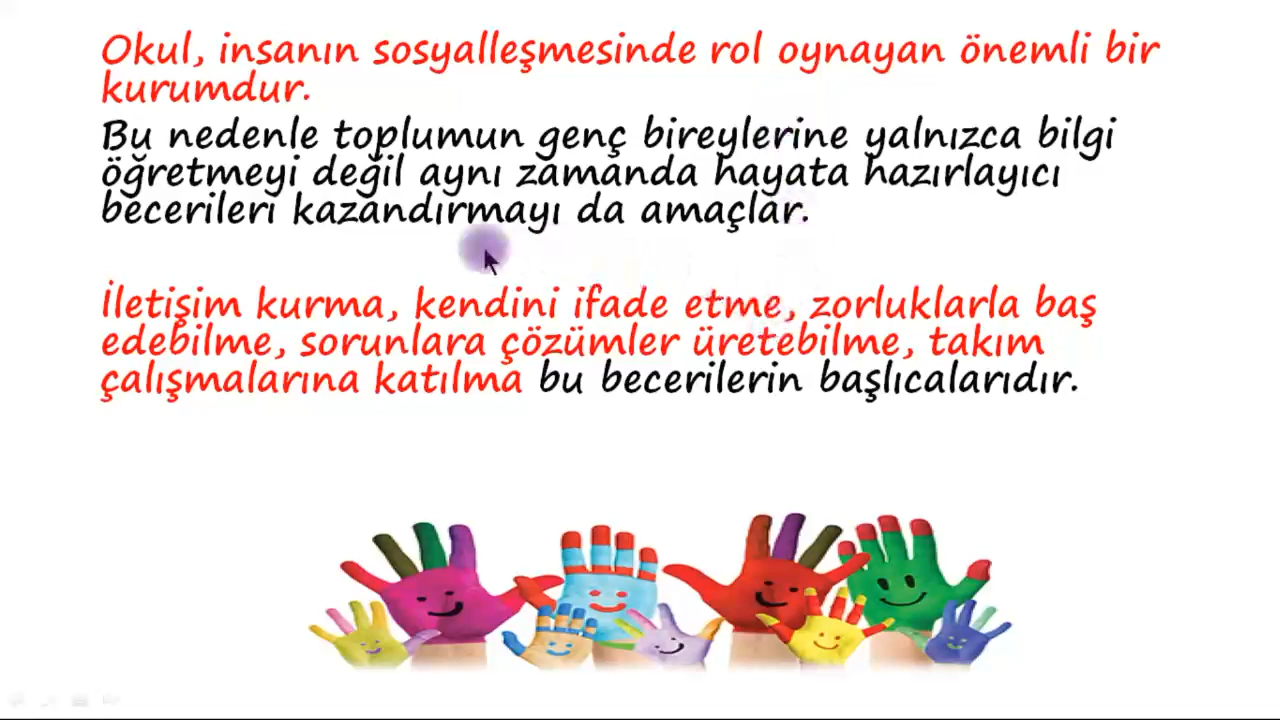 Okul, insanın sosyalleşmesinde rol oynayan önemli bir
kurumdur.
Bu nedenle toplumun genç bireylerine yalnızca bilgi
öğretmeyi değil aynı zamanda hayata hazırlayıcı
becerileri kazandırmayı da amaçlar.
İletişim kurma, kendini ifade etme, zorluklarla baş
edebilme, sorunlara çözümler üretebilme, takım
çalışmalarına katılma bu becerilerin başlıcalarıdır.